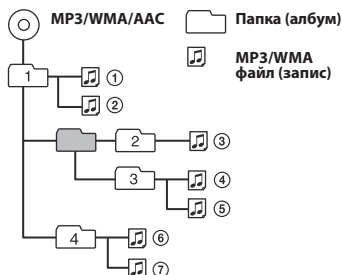 MP3/WMA/AAC
Папка (албум)
MP3/WMA
файл (запис)
1
①
②
2
③
3
④
⑤
4
⑥
⑦